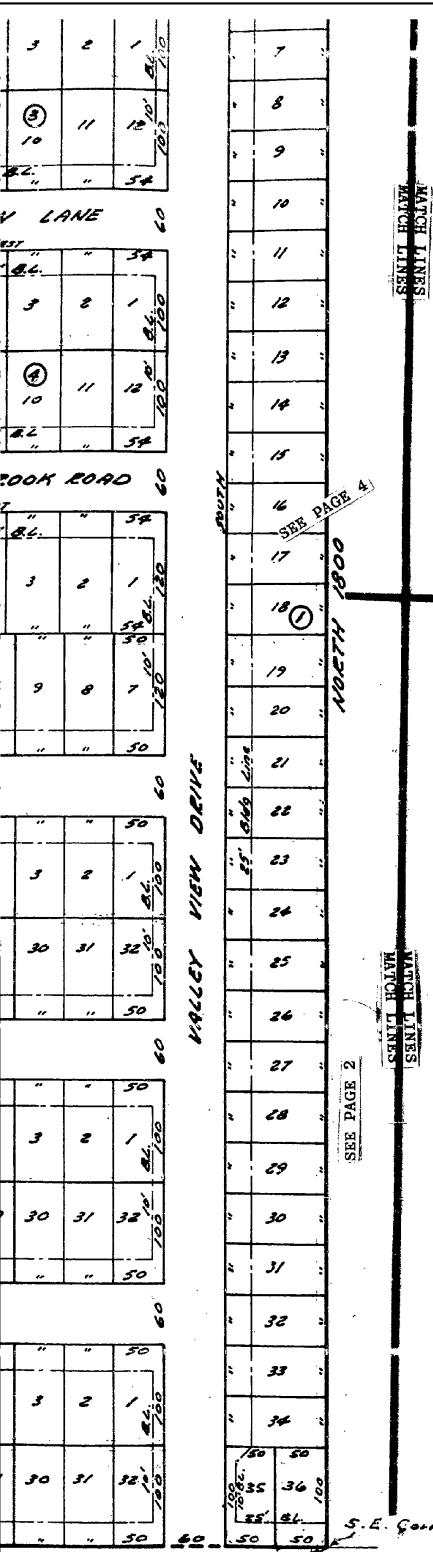 3 2 1
B.L. 100
③
10 11 12 10' 100
B.L.
" " 54
LANE 60
" " 54
B.L.
3 2 1
B.L. 100
④
10 11 12 10' 100
B.L.
" " 54
ROOK ROAD 60
" " 54
B.L.
3 2 1 120
" " 54 B.L.
" " 50
9 8 7 10' 120
" " 50
60
" " 50
3 2 1 B.L. 100
30 31 32 10' 100
" " 50
60
" " 50
3 2 1 B.L. 100
30 31 32 10' 100
" " 50
60
" " 50
3 2 1 B.L. 100
30 31 32 10' 100
" " 50
VALLEY VIEW DRIVE
60
SOUTH
7
8
9
10
11
12
13
14
15
16
17
18 ①
19
20
21
22
23
24
25
26
27
28
29
30
31
32
33
34
25' Bldg Line
150 50
100 10' B.L. 35 36 100
25' B.L.
50 50
NORTH 1800
SEE PAGE 4
SEE PAGE 2
MATCH LINES
MATCH LINES
MATCH LINES
MATCH LINES
S.E.